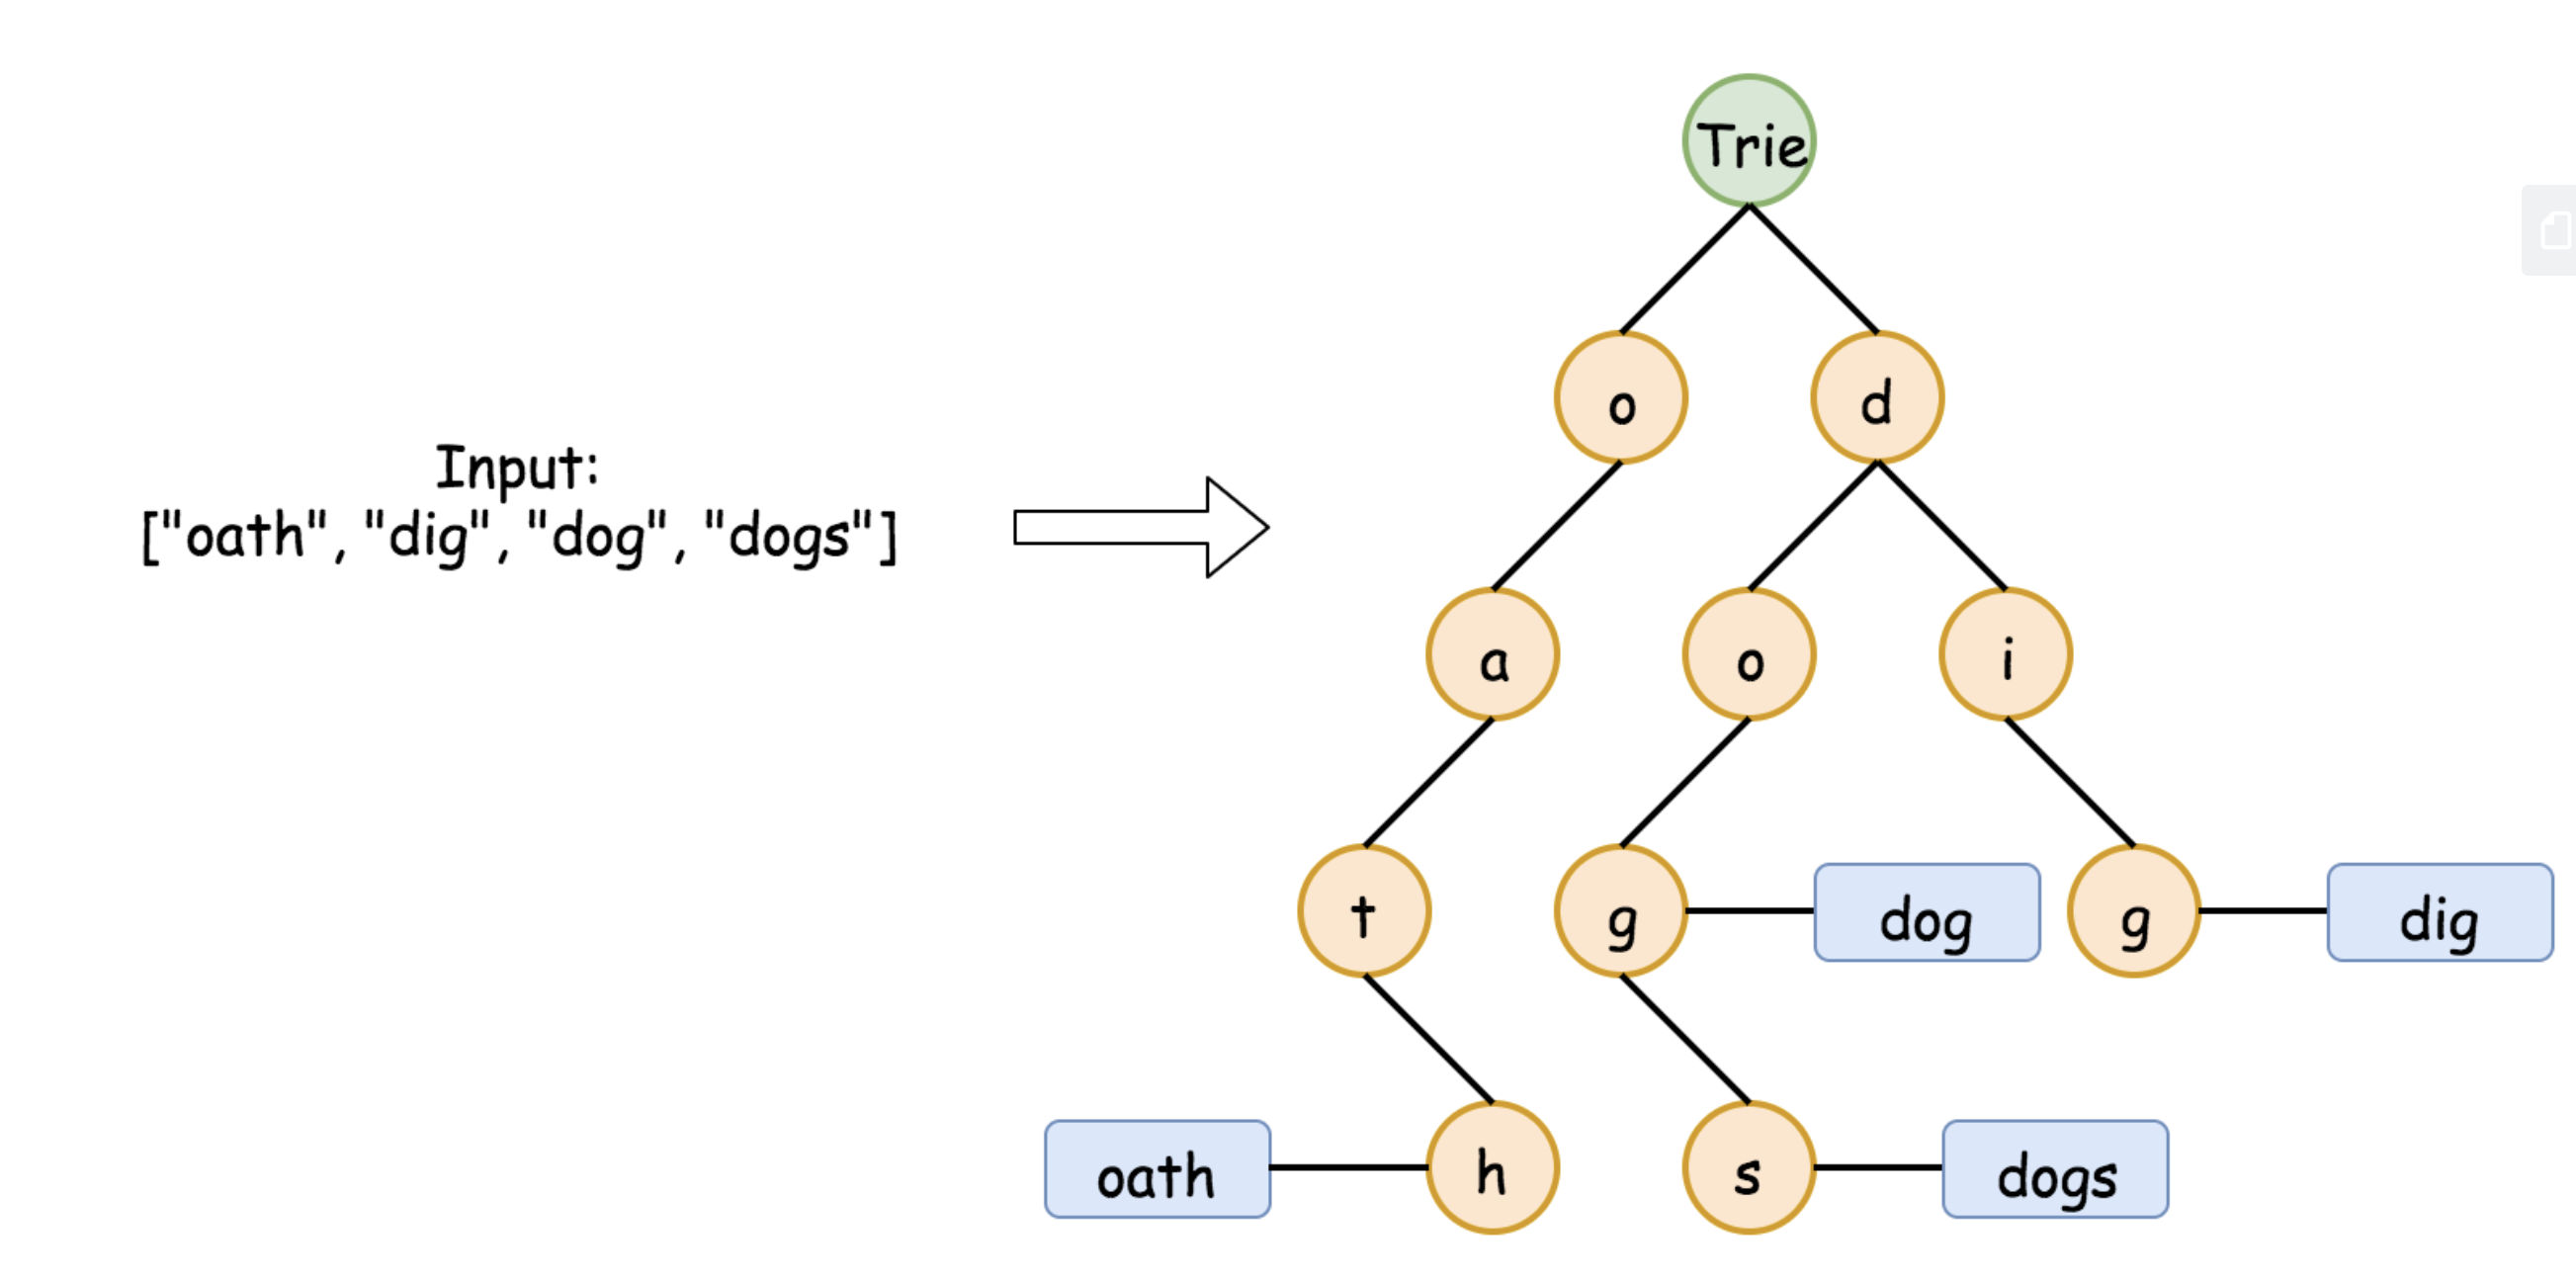 Trie
o
d
Input:
["oath", "dig", "dog", "dogs"]
a
o
i
t
g
dog
g
dig
oath
h
s
dogs